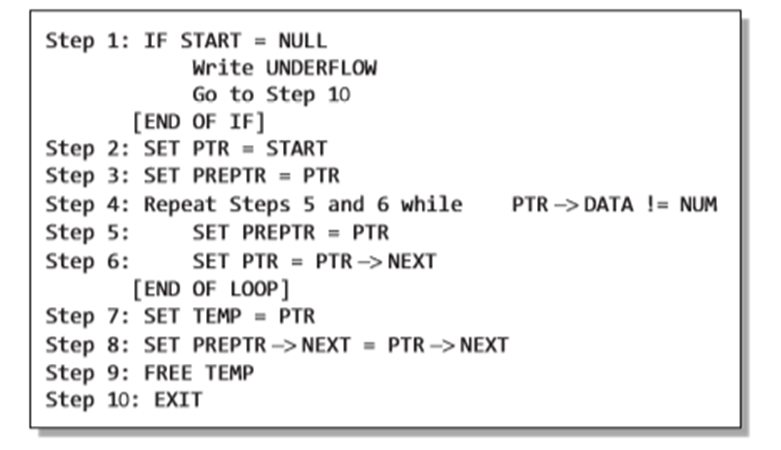 Step 1: IF START = NULL
Write UNDERFLOW
Go to Step 10
[END OF IF]
Step 2: SET PTR = START
Step 3: SET PREPTR = PTR
Step 4: Repeat Steps 5 and 6 while PTR -> DATA != NUM
Step 5: SET PREPTR = PTR
Step 6: SET PTR = PTR -> NEXT
[END OF LOOP]
Step 7: SET TEMP = PTR
Step 8: SET PREPTR -> NEXT = PTR -> NEXT
Step 9: FREE TEMP
Step 10: EXIT